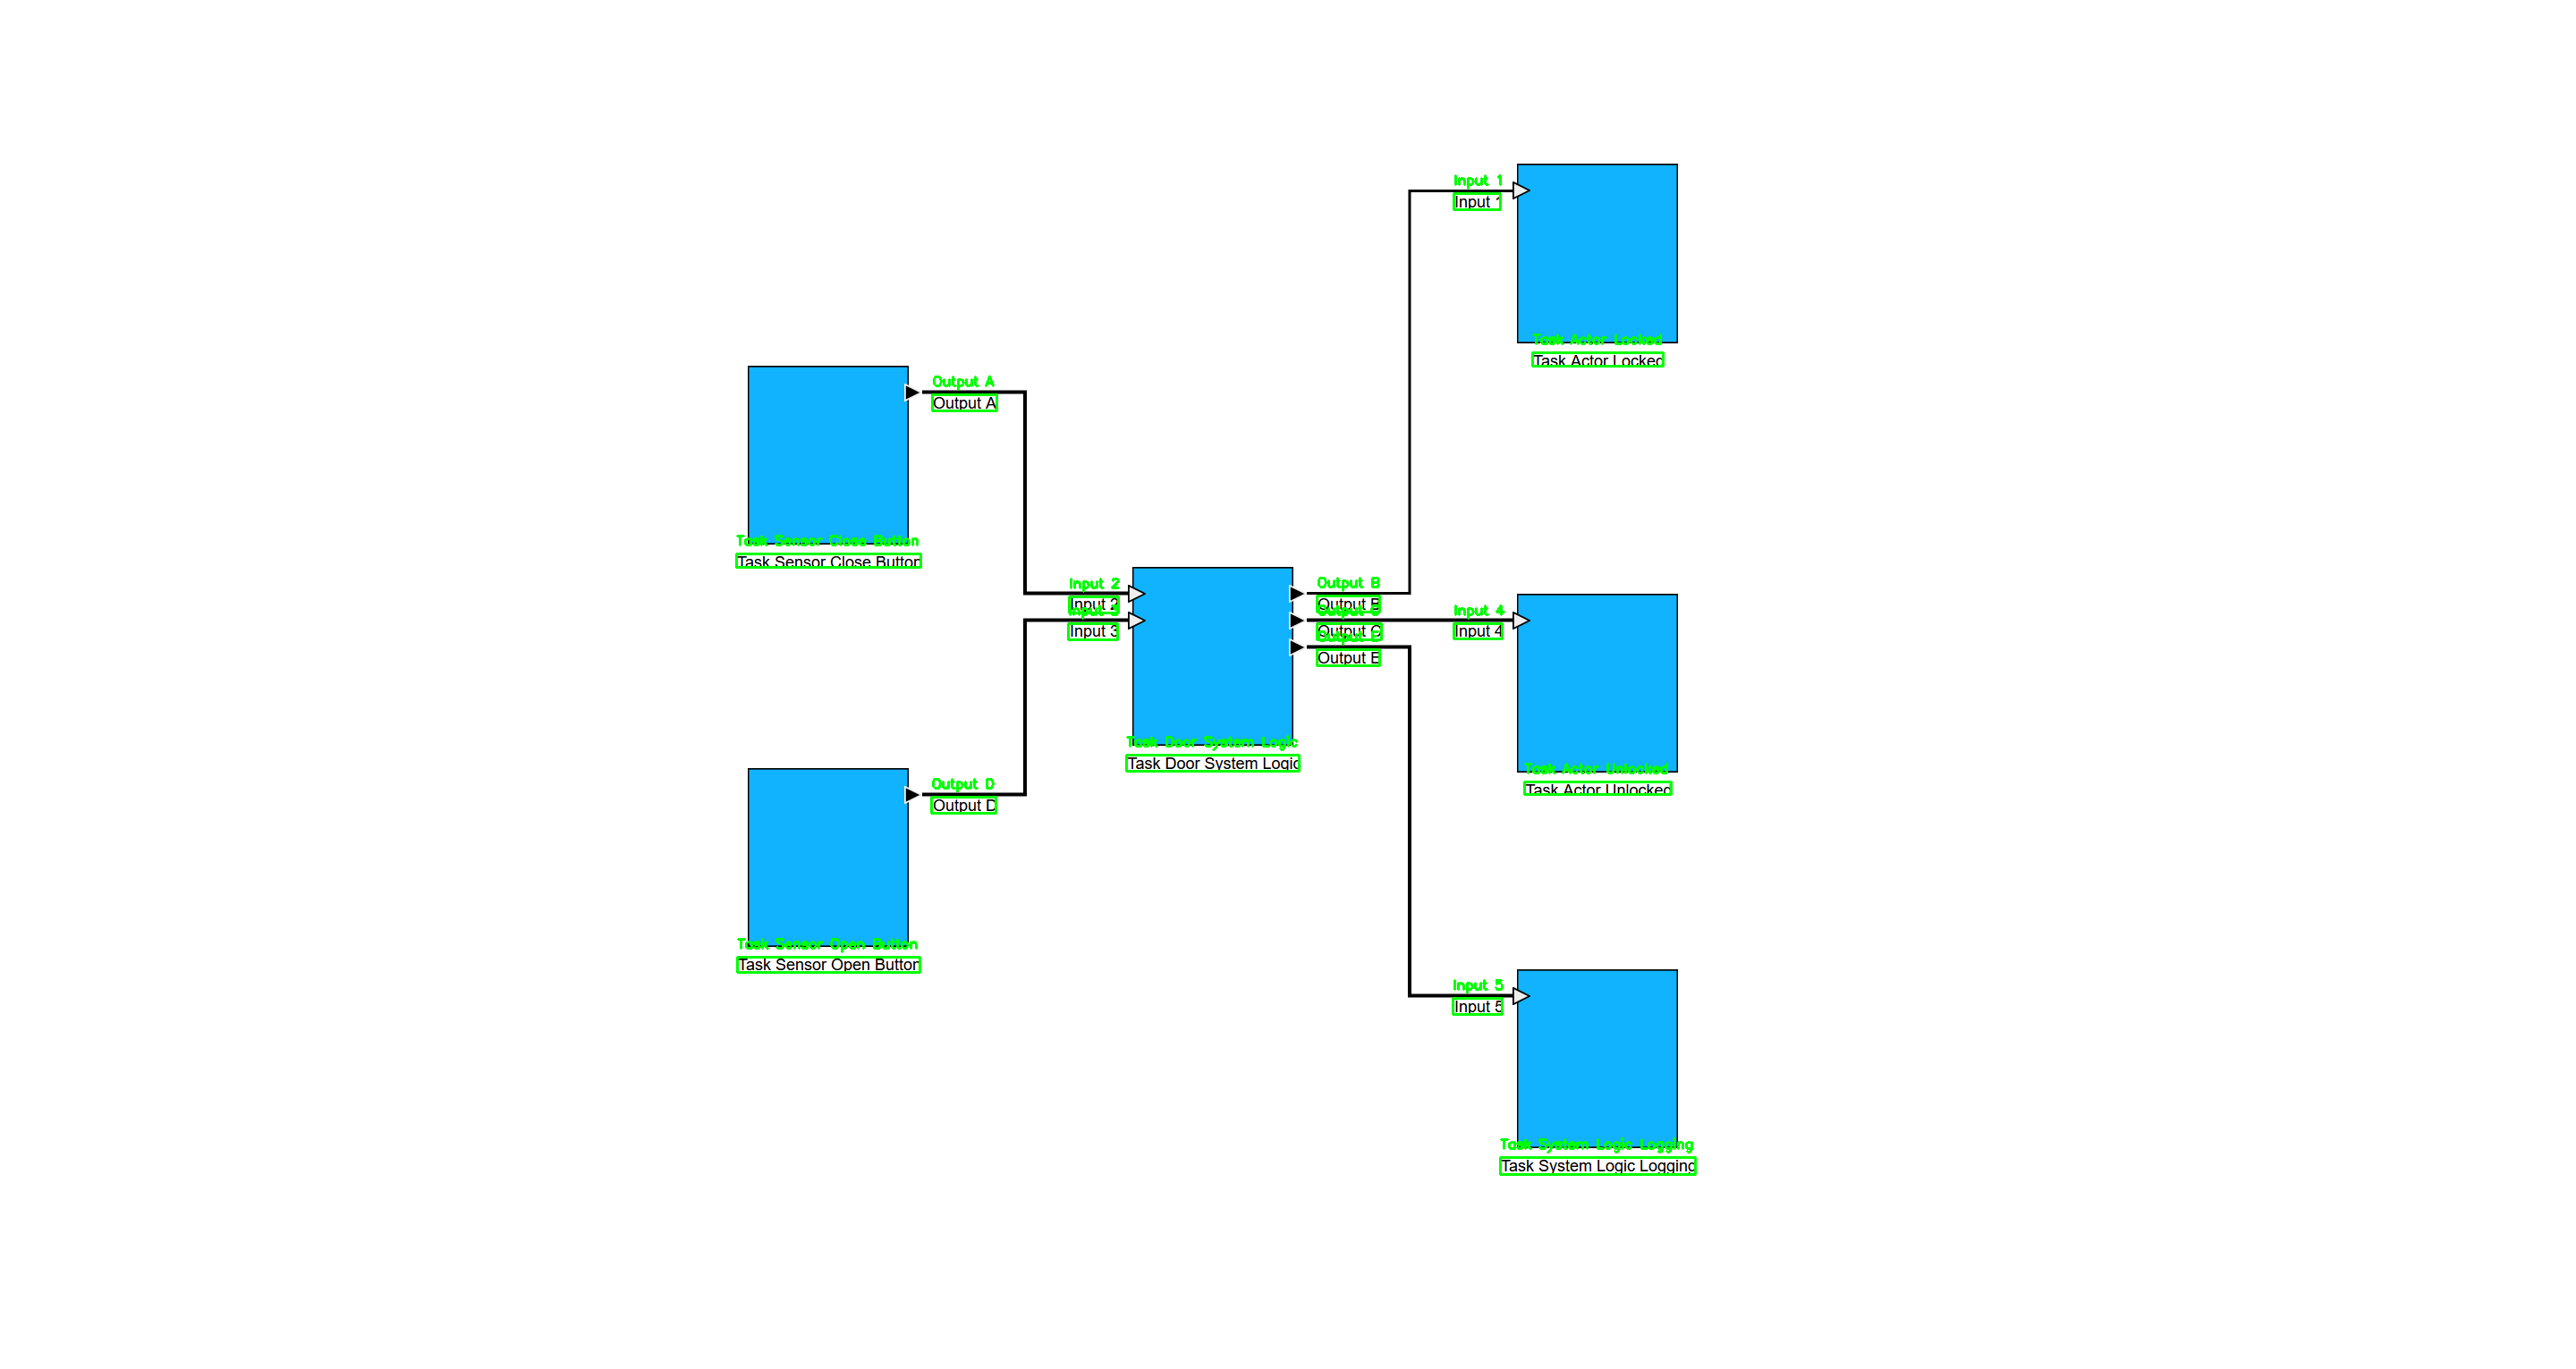 Input 1
Input 1
Task Actor Locked
Task Actor Locked
Output A
Output A
Task Sensor Close Button
Task Sensor Close Button
Input 2
Input 2
Input 3
Input 3
Output B
Output B
Output C
Output C
Output E
Output E
Input 4
Input 4
Task Door System Logic
Task Door System Logic
Task Actor Unlocked
Task Actor Unlocked
Output D
Output D
Task Sensor Open Button
Task Sensor Open Button
Input 5
Input 5
Task System Logic Logging
Task System Logic Logging